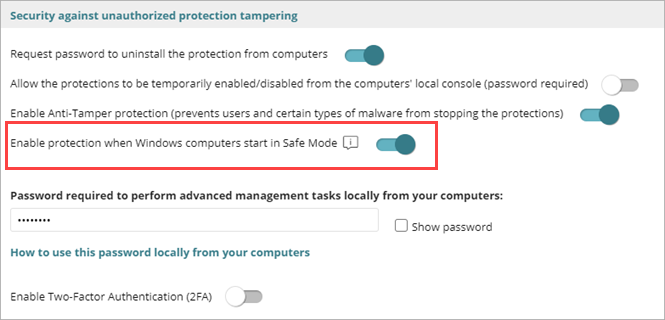 Security against unauthorized protection tampering
Request password to uninstall the protection from computers
Allow the protections to be temporarily enabled/disabled from the computers' local console (password required)
Enable Anti-Tamper protection (prevents users and certain types of malware from stopping the protections)
Enable protection when Windows computers start in Safe Mode
Password required to perform advanced management tasks locally from your computers:
••••••••
Show password
How to use this password locally from your computers
Enable Two-Factor Authentication (2FA)